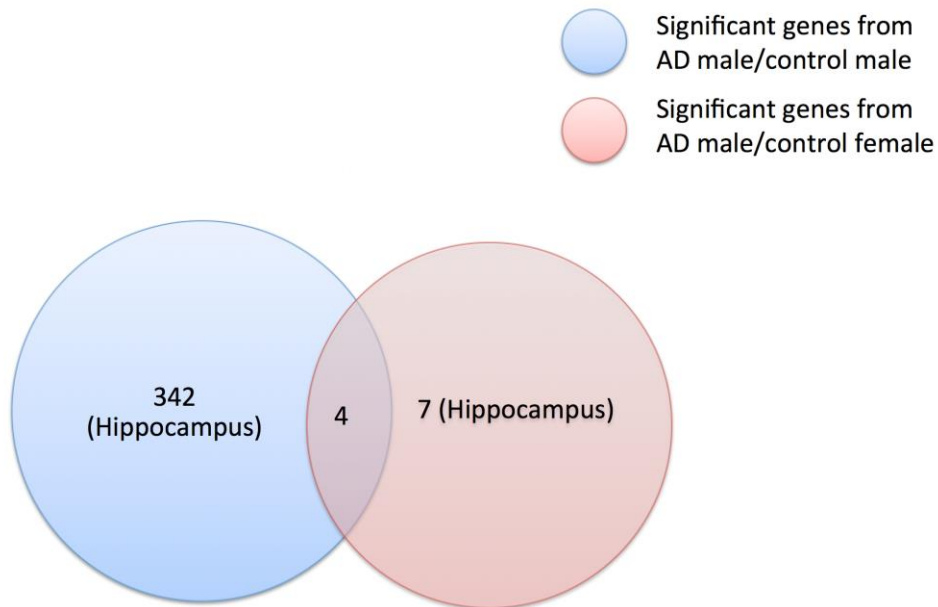 Significant genes from
AD male/control male
Significant genes from
AD male/control female
342
(Hippocampus)
4
7 (Hippocampus)